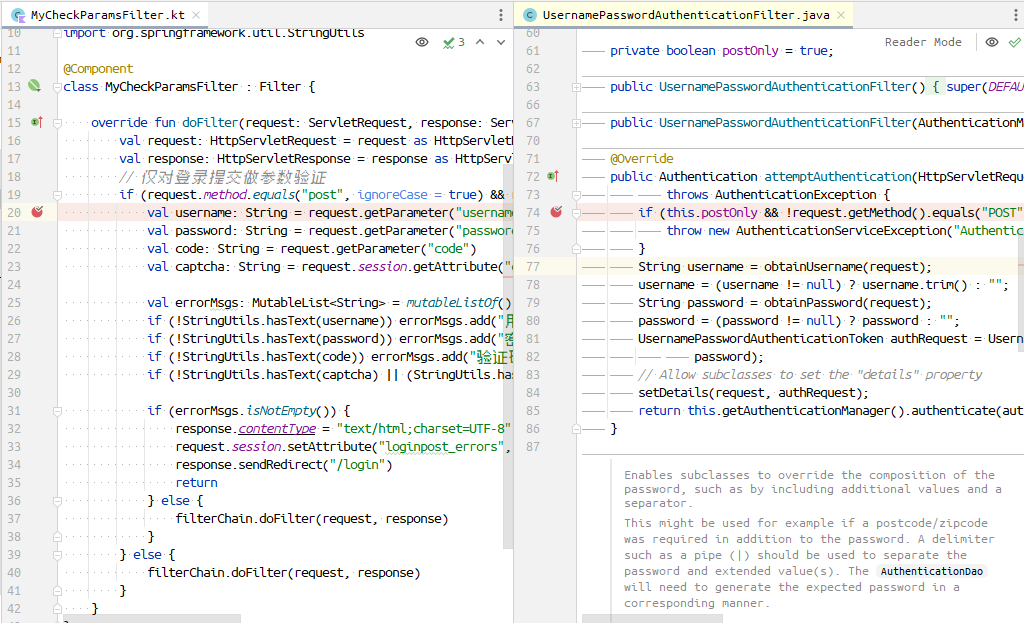 MyCheckParamsFilter.kt
10 import org.springframework.util.StringUtils
3
11
12 @Component
13 class MyCheckParamsFilter : Filter {
14
15 override fun doFilter(request: ServletRequest, response: Ser
16 val request: HttpServletRequest = request as HttpServletR
17 val response: HttpServletResponse = response as HttpServl
18 // 仅对登录提交做参数验证
19 if (request.method.equals("post", ignoreCase = true) &&
20 val username: String = request.getParameter("username
21 val password: String = request.getParameter("passwor
22 val code: String = request.getParameter("code")
23 val captcha: String = request.session.getAttribute("
24
25 val errorMsgs: MutableList<String> = mutableListOf()
26 if (!StringUtils.hasText(username)) errorMsgs.add("用
27 if (!StringUtils.hasText(password)) errorMsgs.add("密
28 if (!StringUtils.hasText(code)) errorMsgs.add("验证
29 if (!StringUtils.hasText(captcha) || (StringUtils.has
30
31 if (errorMsgs.isNotEmpty()) {
32 response.contentType = "text/html;charset=UTF-8"
33 request.session.setAttribute("loginpost_errors",
34 response.sendRedirect("/login")
35 return
36 } else {
37 filterChain.doFilter(request, response)
38 }
39 } else {
40 filterChain.doFilter(request, response)
41 }
42 }
UsernamePasswordAuthenticationFilter.java
Reader Mode
60
61 private boolean postOnly = true;
62
63 public UsernamePasswordAuthenticationFilter() { super(DEFAU
66
67 public UsernamePasswordAuthenticationFilter(AuthenticationM
70
71 @Override
72 public Authentication attemptAuthentication(HttpServletReque
73 throws AuthenticationException {
74 if (this.postOnly && !request.getMethod().equals("POST"
75 throw new AuthenticationServiceException("Authentic
76 }
77 String username = obtainUsername(request);
78 username = (username != null) ? username.trim() : "";
79 String password = obtainPassword(request);
80 password = (password != null) ? password : "";
81 UsernamePasswordAuthenticationToken authRequest = Usern
82 password);
83 // Allow subclasses to set the "details" property
84 setDetails(request, authRequest);
85 return this.getAuthenticationManager().authenticate(aut
86 }
87
Enables subclasses to override the composition of the
password, such as by including additional values and a
separator.
This might be used for example if a postcode/zipcode
was required in addition to the password. A delimiter
such as a pipe (|) should be used to separate the
password and extended value(s). The AuthenticationDao
will need to generate the expected password in a
corresponding manner.